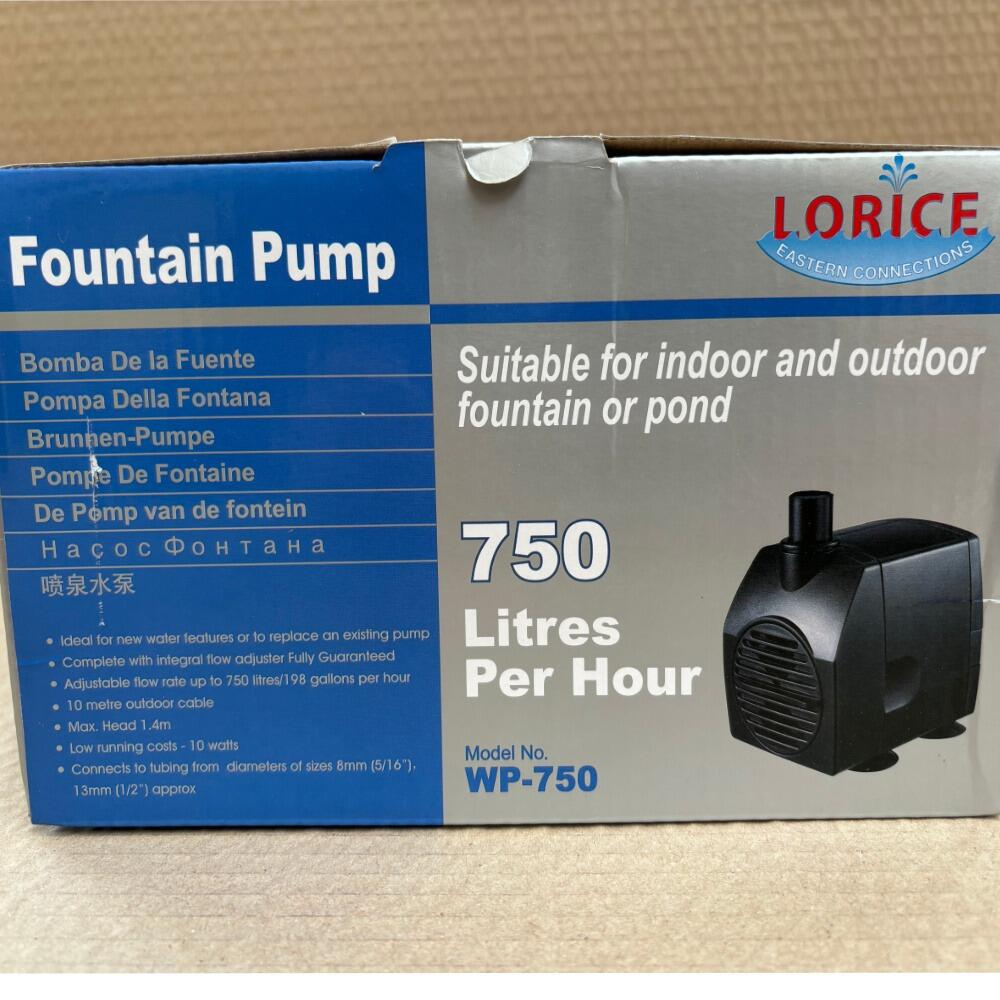 Fountain Pump
Bomba De la Fuente
Pompa Della Fontana
Brunnen-Pumpe
Pompe De Fontaine
De Pomp van de fontein
Насос Фонтана
喷泉水泵
• Ideal for new water features or to replace an existing pump
• Complete with integral flow adjuster Fully Guaranteed
• Adjustable flow rate up to 750 litres/198 gallons per hour
• 10 metre outdoor cable
• Max. Head 1.4m
• Low running costs - 10 watts
• Connects to tubing from diameters of sizes 8mm (5/16"),
13mm (1/2") approx
LORICE
EASTERN CONNECTIONS
Suitable for indoor and outdoor
fountain or pond
750
Litres
Per Hour
Model No.
WP-750